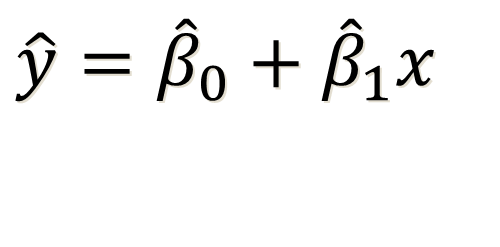 ŷ = β̂₀ + β̂₁x